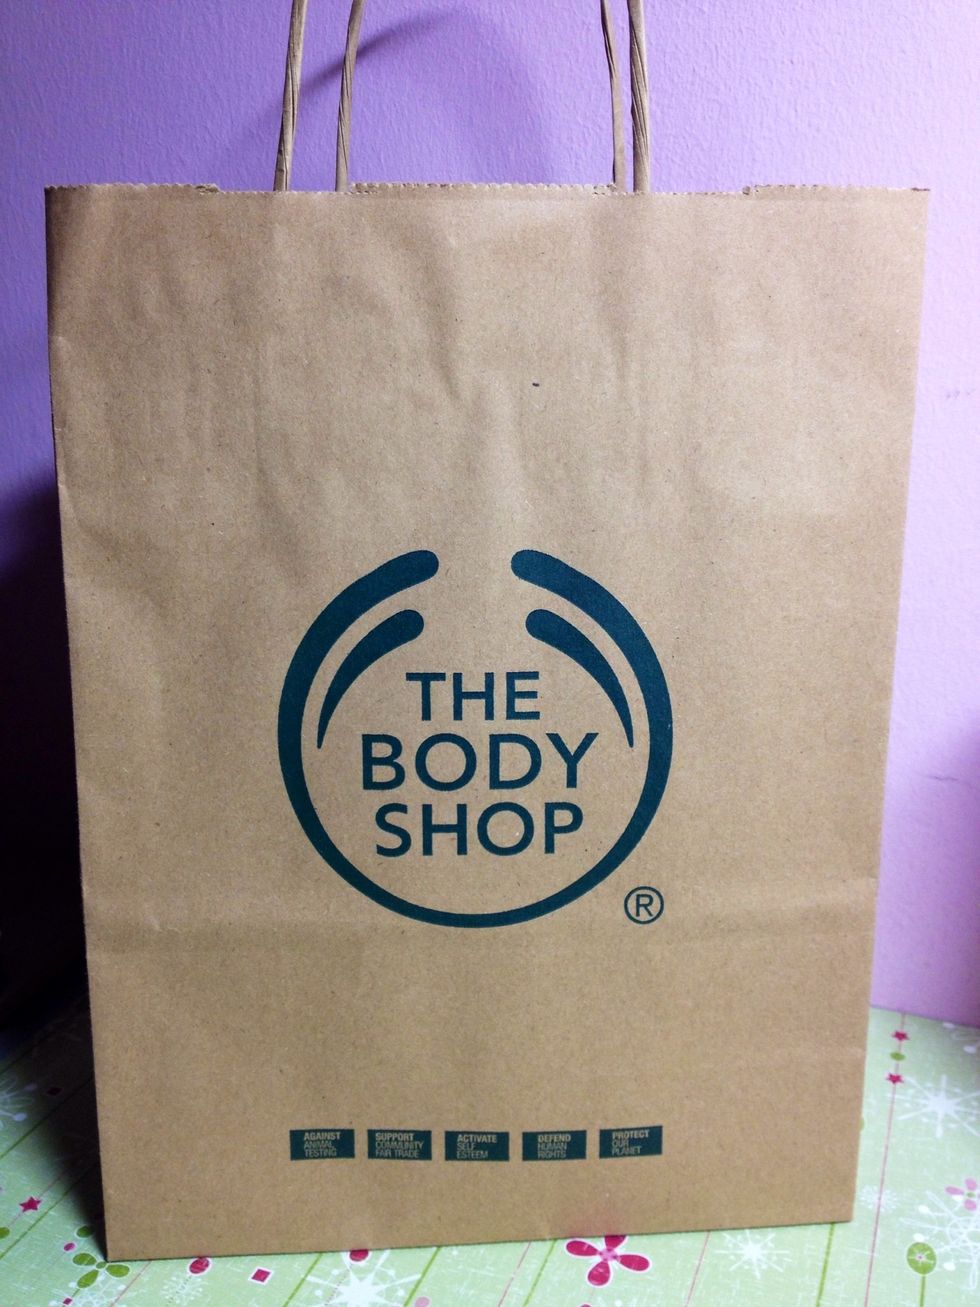 THE
BODY
SHOP
®
AGAINST
ANIMAL
TESTING
SUPPORT
COMMUNITY
FAIR TRADE
ACTIVATE
SELF
ESTEEM
DEFEND
HUMAN
RIGHTS
PROTECT
OUR
PLANET